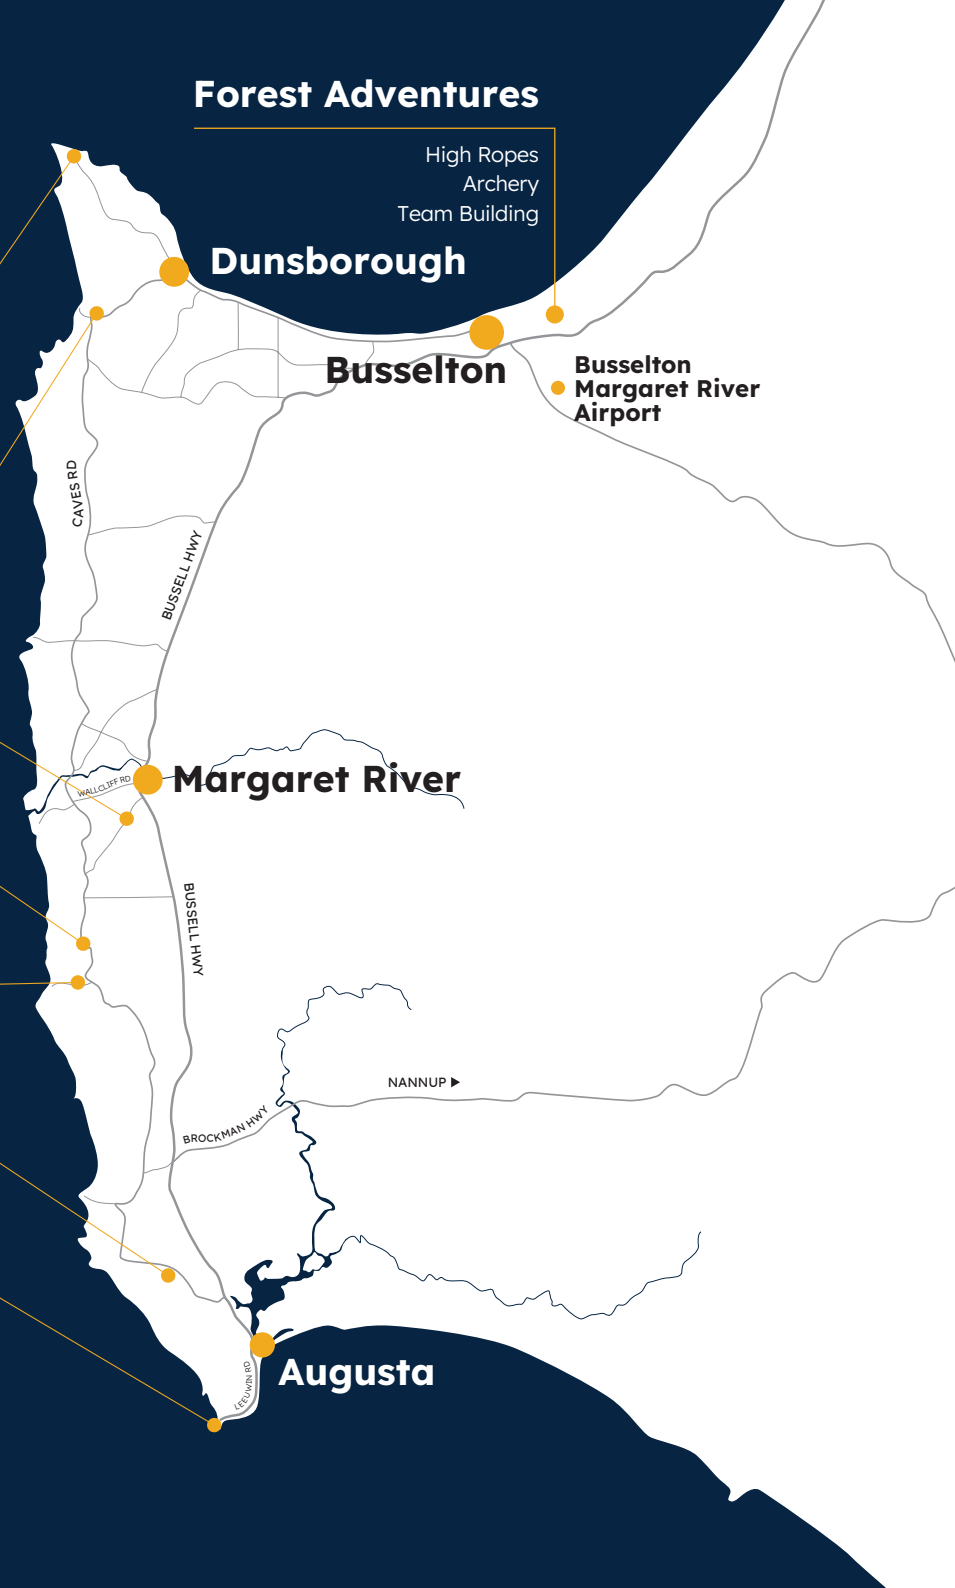 Forest Adventures
High Ropes
Archery
Team Building
Dunsborough
Busselton
Busselton
Margaret River
Airport
CAVES RD
BUSSELL HWY
Margaret River
WALLCLIFF RD
BUSSELL HWY
NANNUP ▶
BROCKMAN HWY
Augusta
LEEUWIN RD